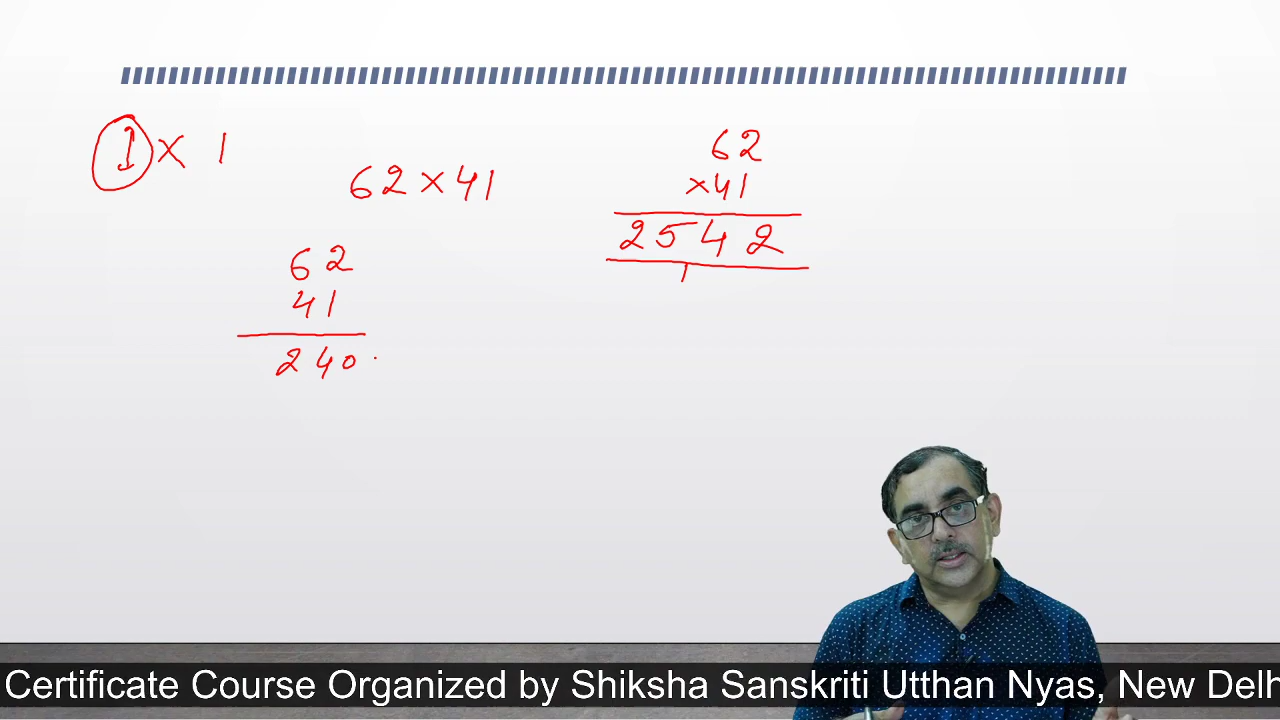 1 × 1
62 × 41
62
41
240
62
×41
2542
1
Certificate Course Organized by Shiksha Sanskriti Utthan Nyas, New Delh